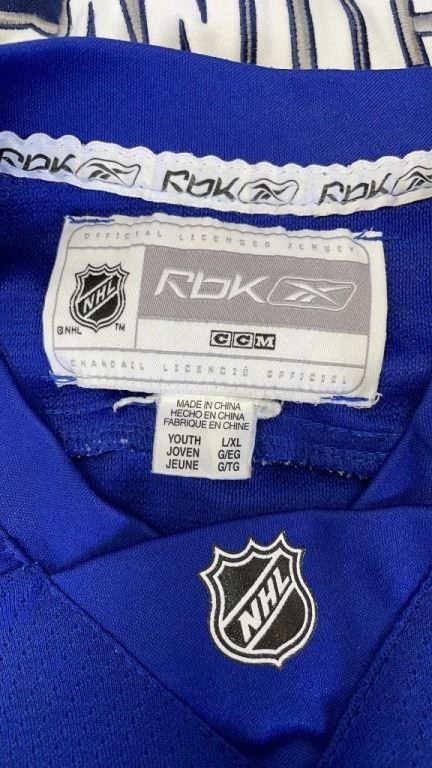 RbK RbK RbK
OFFICIAL LICENSED JERSEY
NHL RbK
©NHL TM CCM
CHANDAIL LICENCIÉ OFFICIEL
MADE IN CHINA
HECHO EN CHINA
FABRIQUE EN CHINE
YOUTH L/XL
JOVEN G/EG
JEUNE G/TG
NHL